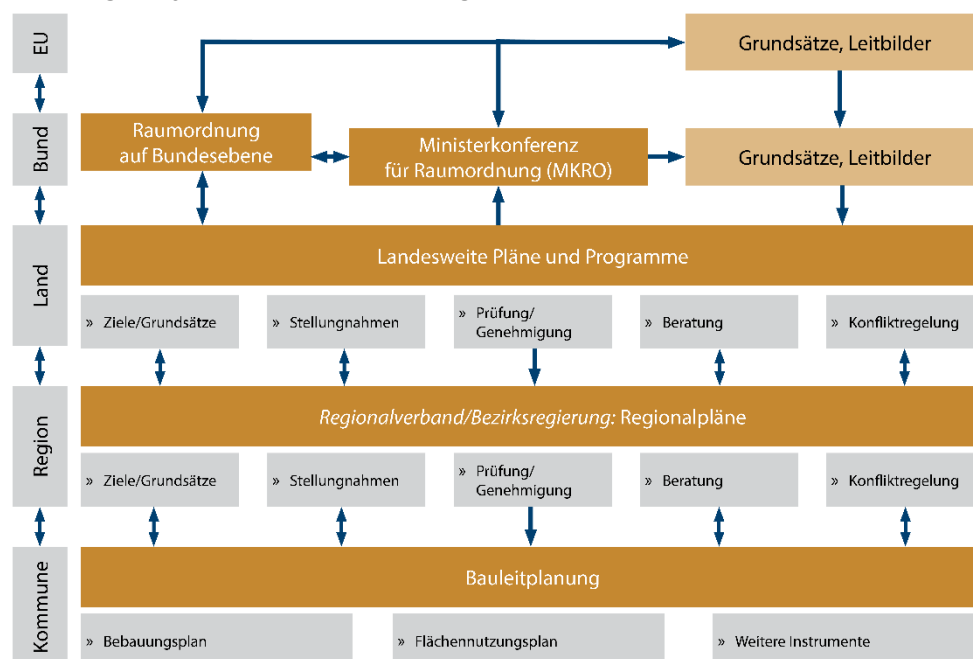 EU
Grundsätze, Leitbilder
Bund
Raumordnung
auf Bundesebene
Ministerkonferenz
für Raumordnung (MKRO)
Grundsätze, Leitbilder
Land
Landesweite Pläne und Programme
» Ziele/Grundsätze
» Stellungnahmen
» Prüfung/
Genehmigung
» Beratung
» Konfliktregelung
Region
Regionalverband/Bezirksregierung: Regionalpläne
» Ziele/Grundsätze
» Stellungnahmen
» Prüfung/
Genehmigung
» Beratung
» Konfliktregelung
Kommune
Bauleitplanung
» Bebauungsplan
» Flächennutzungsplan
» Weitere Instrumente